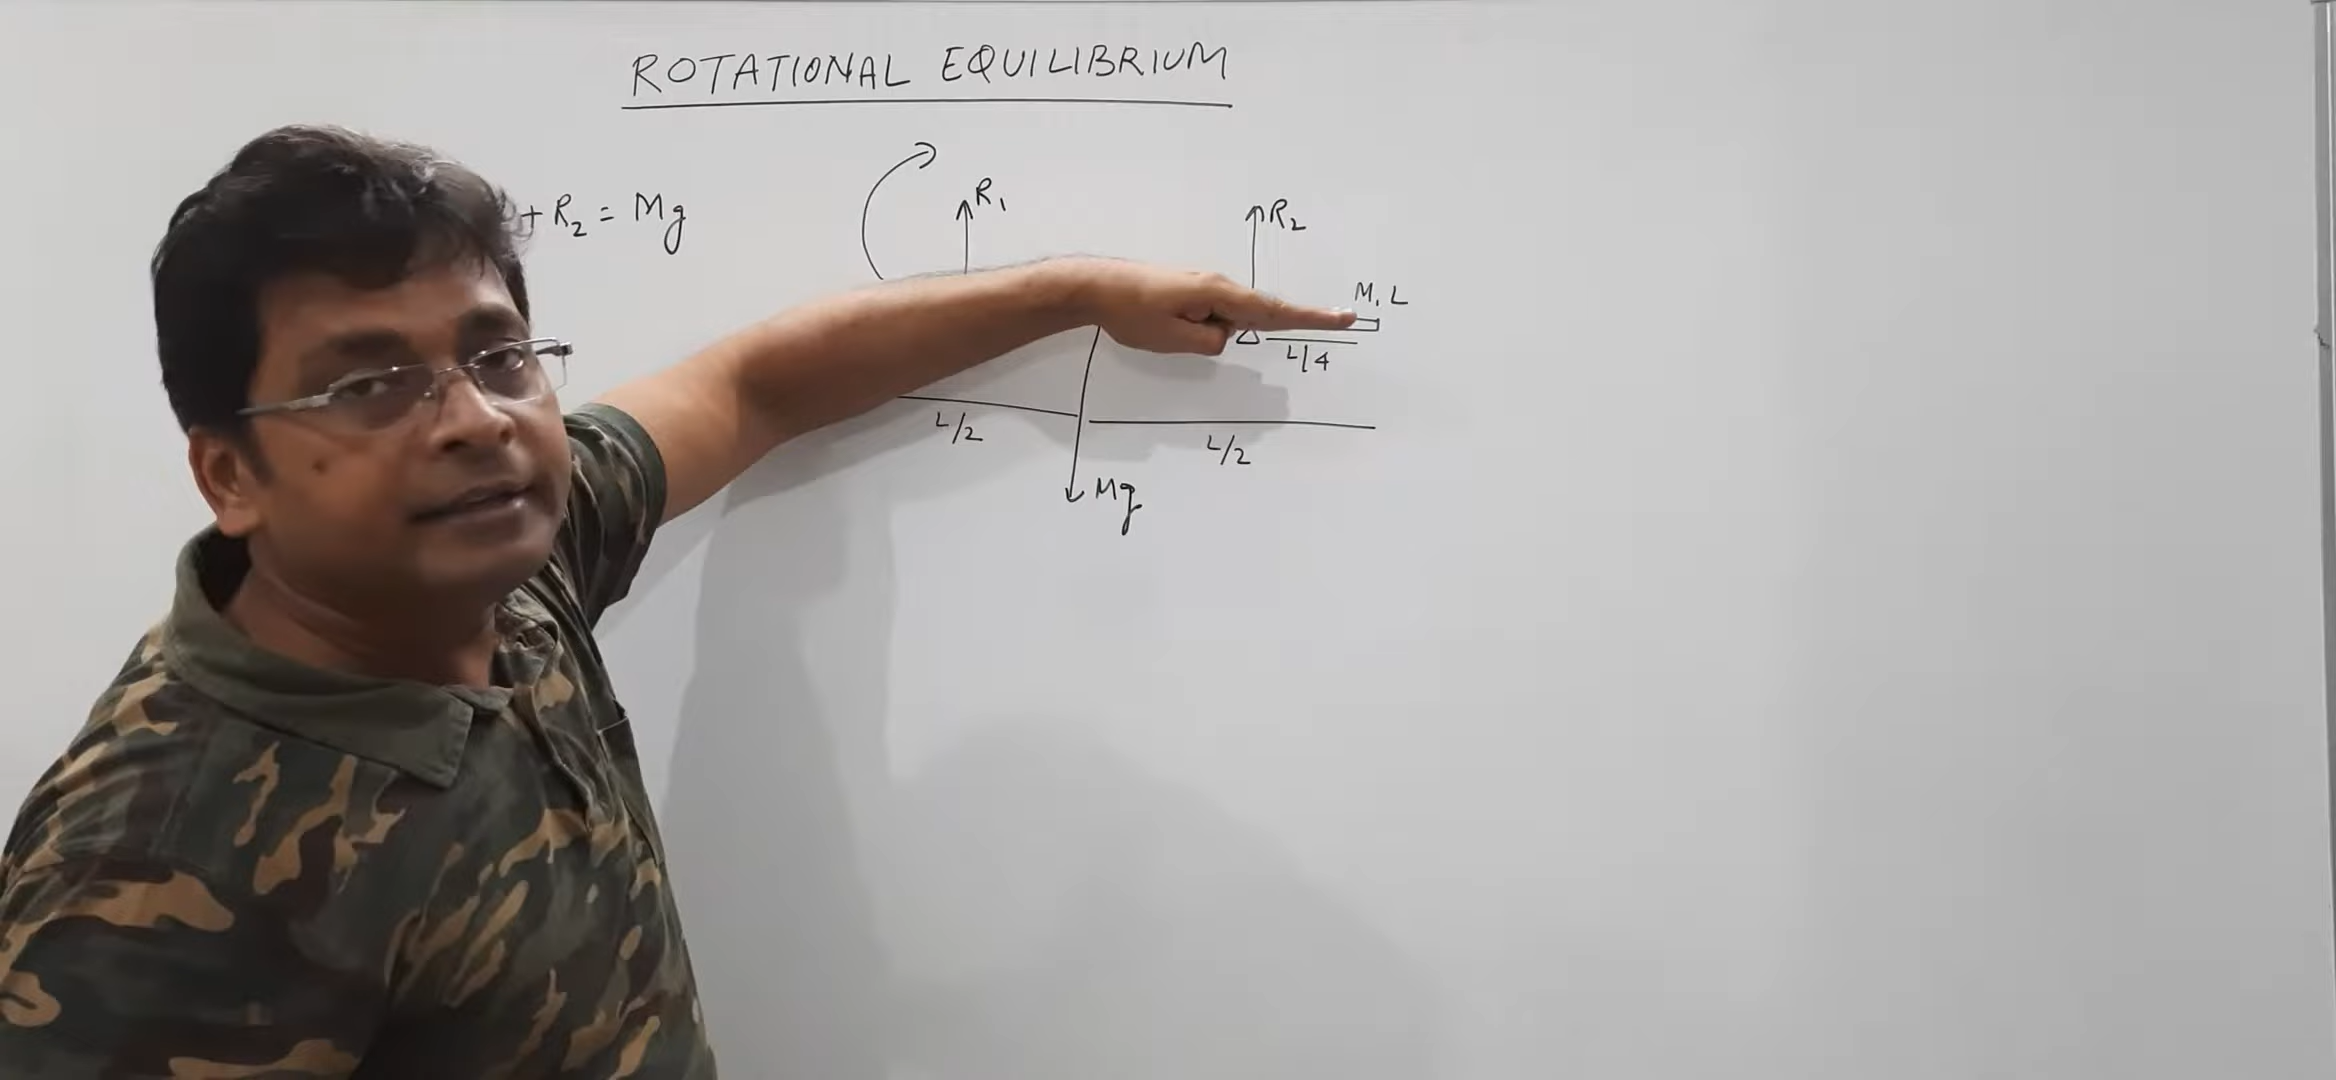 ROTATIONAL EQUILIBRIUM
+ R₂ = Mg
R₁
R₂
M, L
L/4
L/2
L/2
Mg